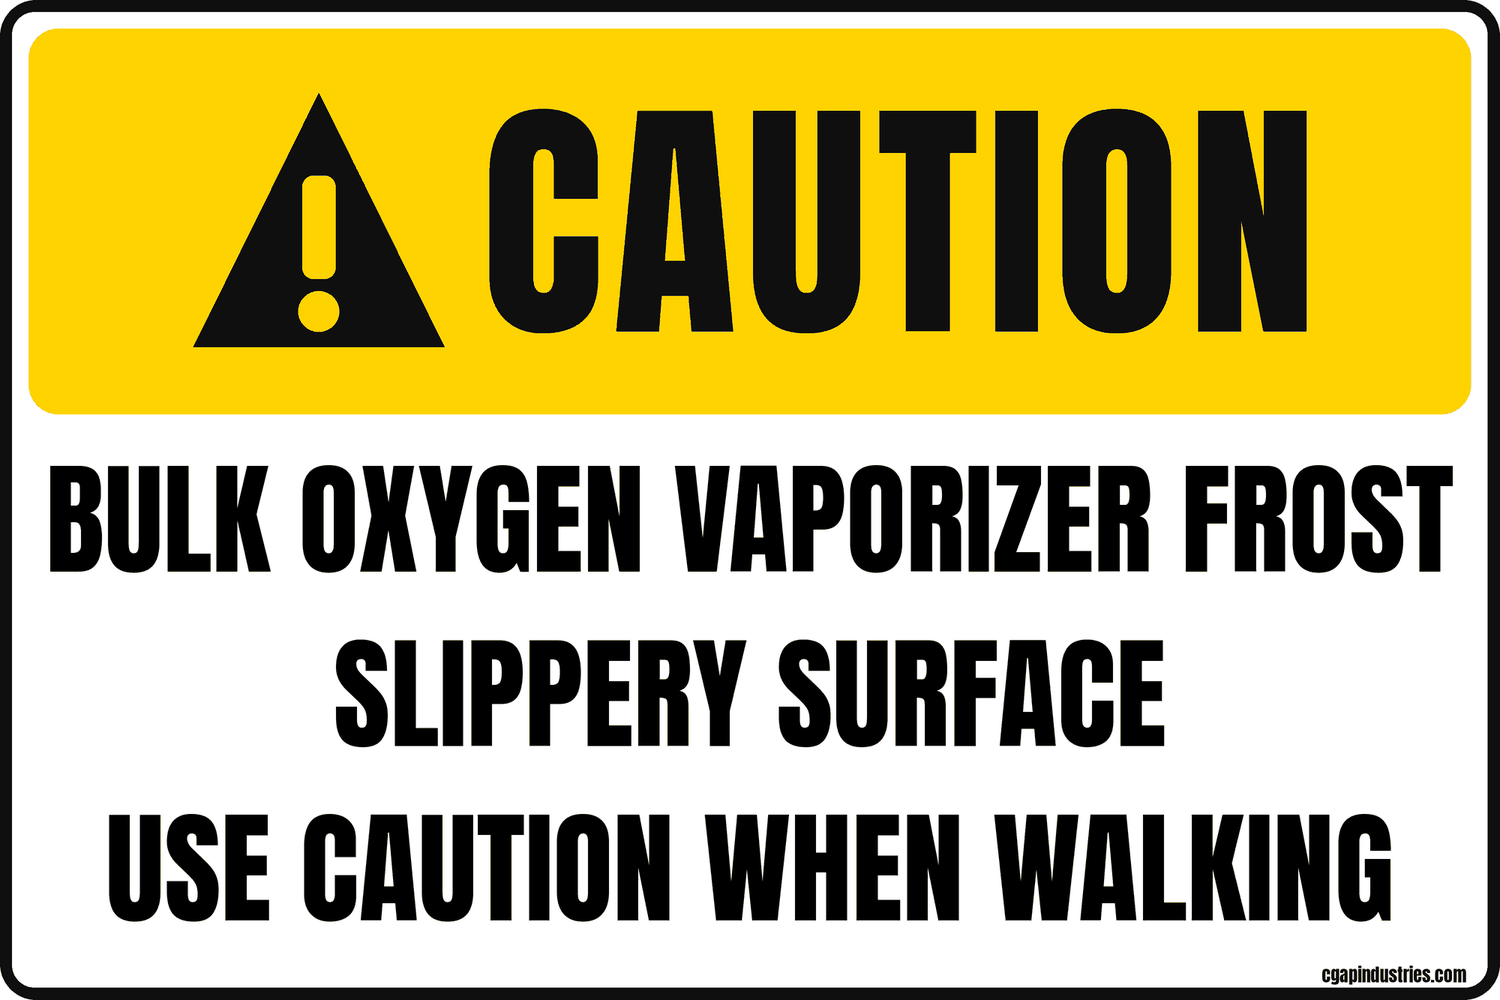 CAUTION
BULK OXYGEN VAPORIZER FROST
SLIPPERY SURFACE
USE CAUTION WHEN WALKING
cgapindustries.com